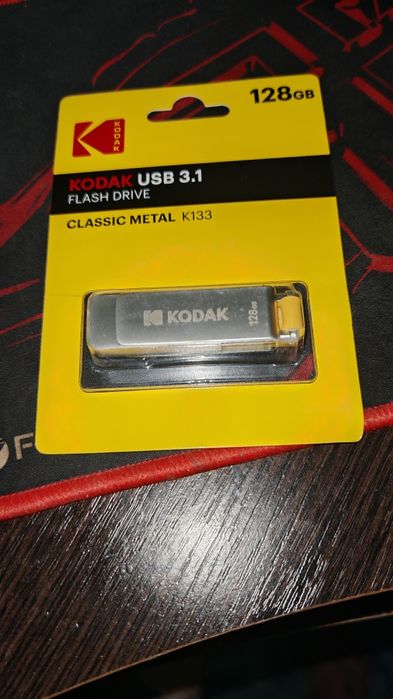 128GB
KODAK
KODAK USB 3.1
FLASH DRIVE
CLASSIC METAL K133
KODAK
128GB
F